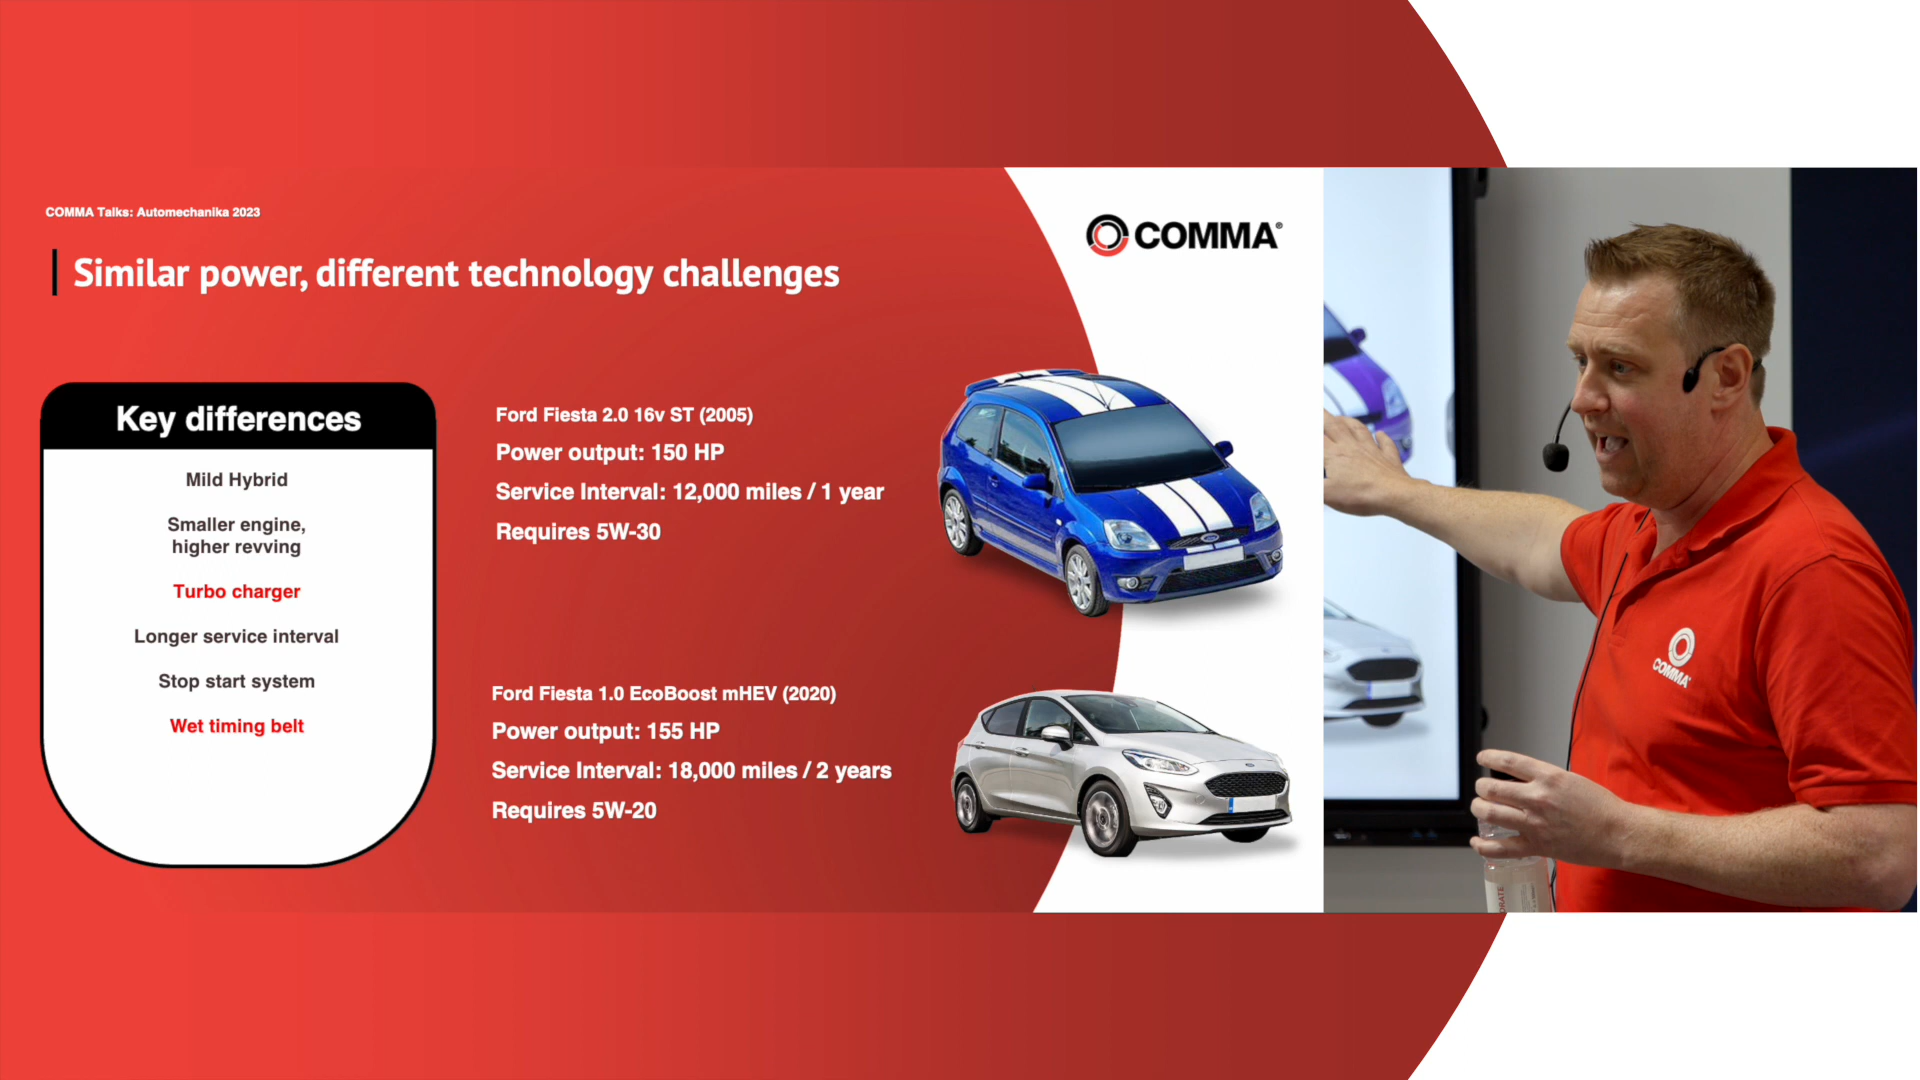 COMMA Talks: Automechanika 2023
Similar power, different technology challenges
COMMA®
Key differences
Mild Hybrid
Smaller engine,
higher revving
Turbo charger
Longer service interval
Stop start system
Wet timing belt
Ford Fiesta 2.0 16v ST (2005)
Power output: 150 HP
Service Interval: 12,000 miles / 1 year
Requires 5W-30
Ford Fiesta 1.0 EcoBoost mHEV (2020)
Power output: 155 HP
Service Interval: 18,000 miles / 2 years
Requires 5W-20
COMMA